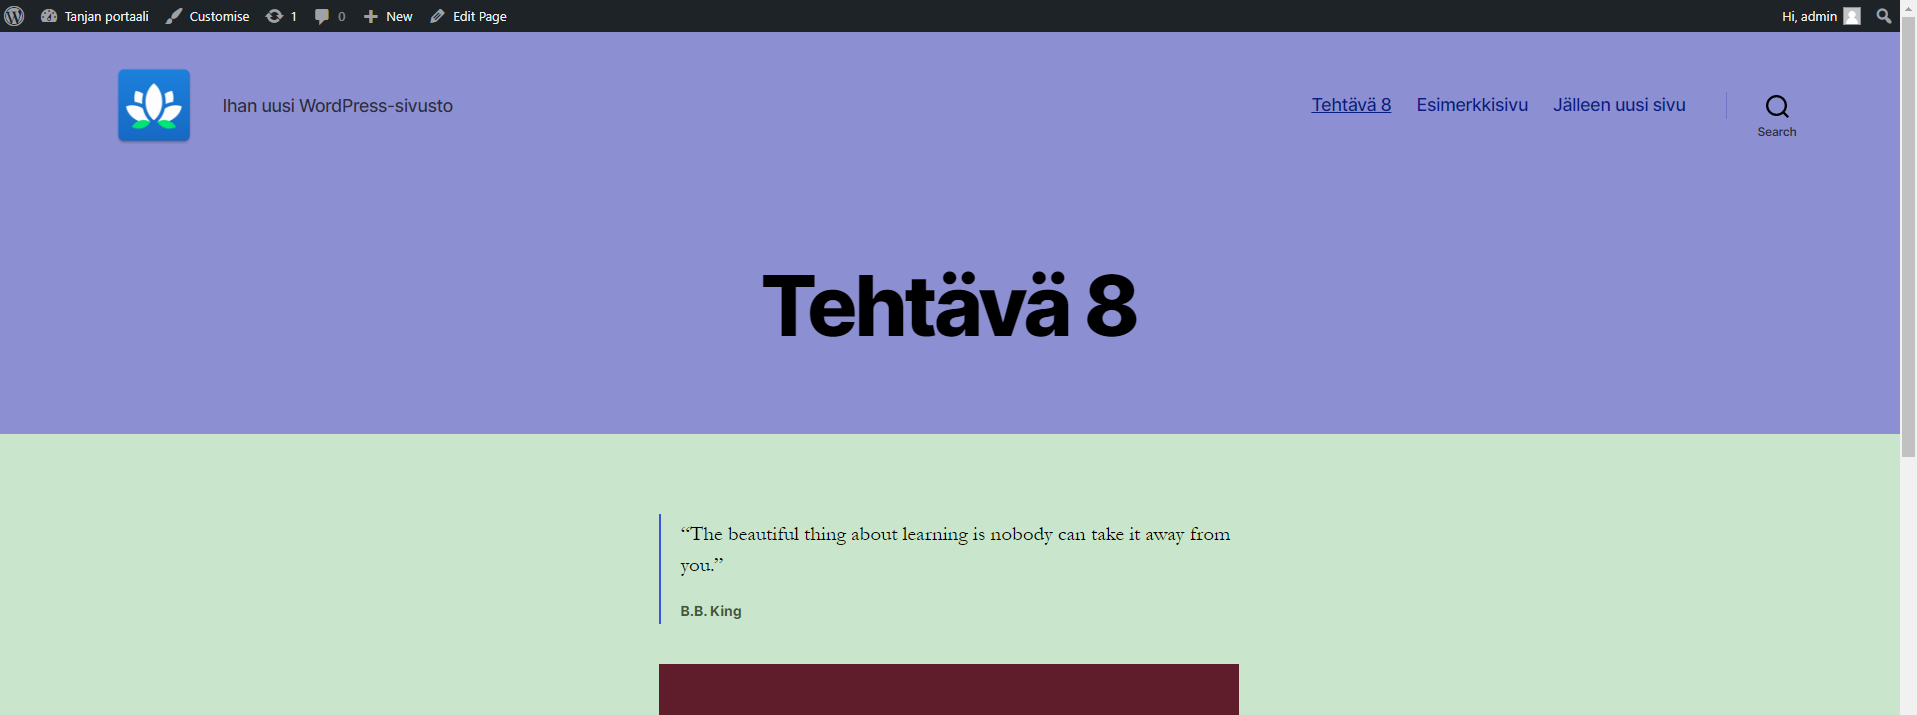 Tanjan portaali Customise 1 0 New Edit Page Hi, admin
Ihan uusi WordPress-sivusto Tehtävä 8 Esimerkkisivu Jälleen uusi sivu
Search
Tehtävä 8
“The beautiful thing about learning is nobody can take it away from
you.”
B.B. King